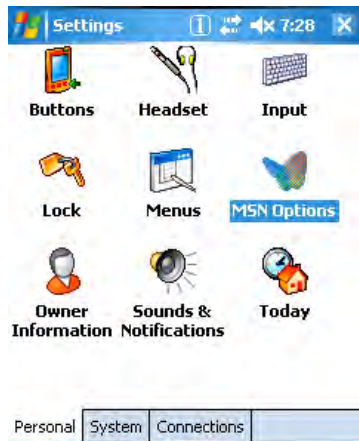 Settings 7:28
Buttons Headset Input
Lock Menus MSN Options
Owner Information Sounds & Notifications Today
Personal System Connections